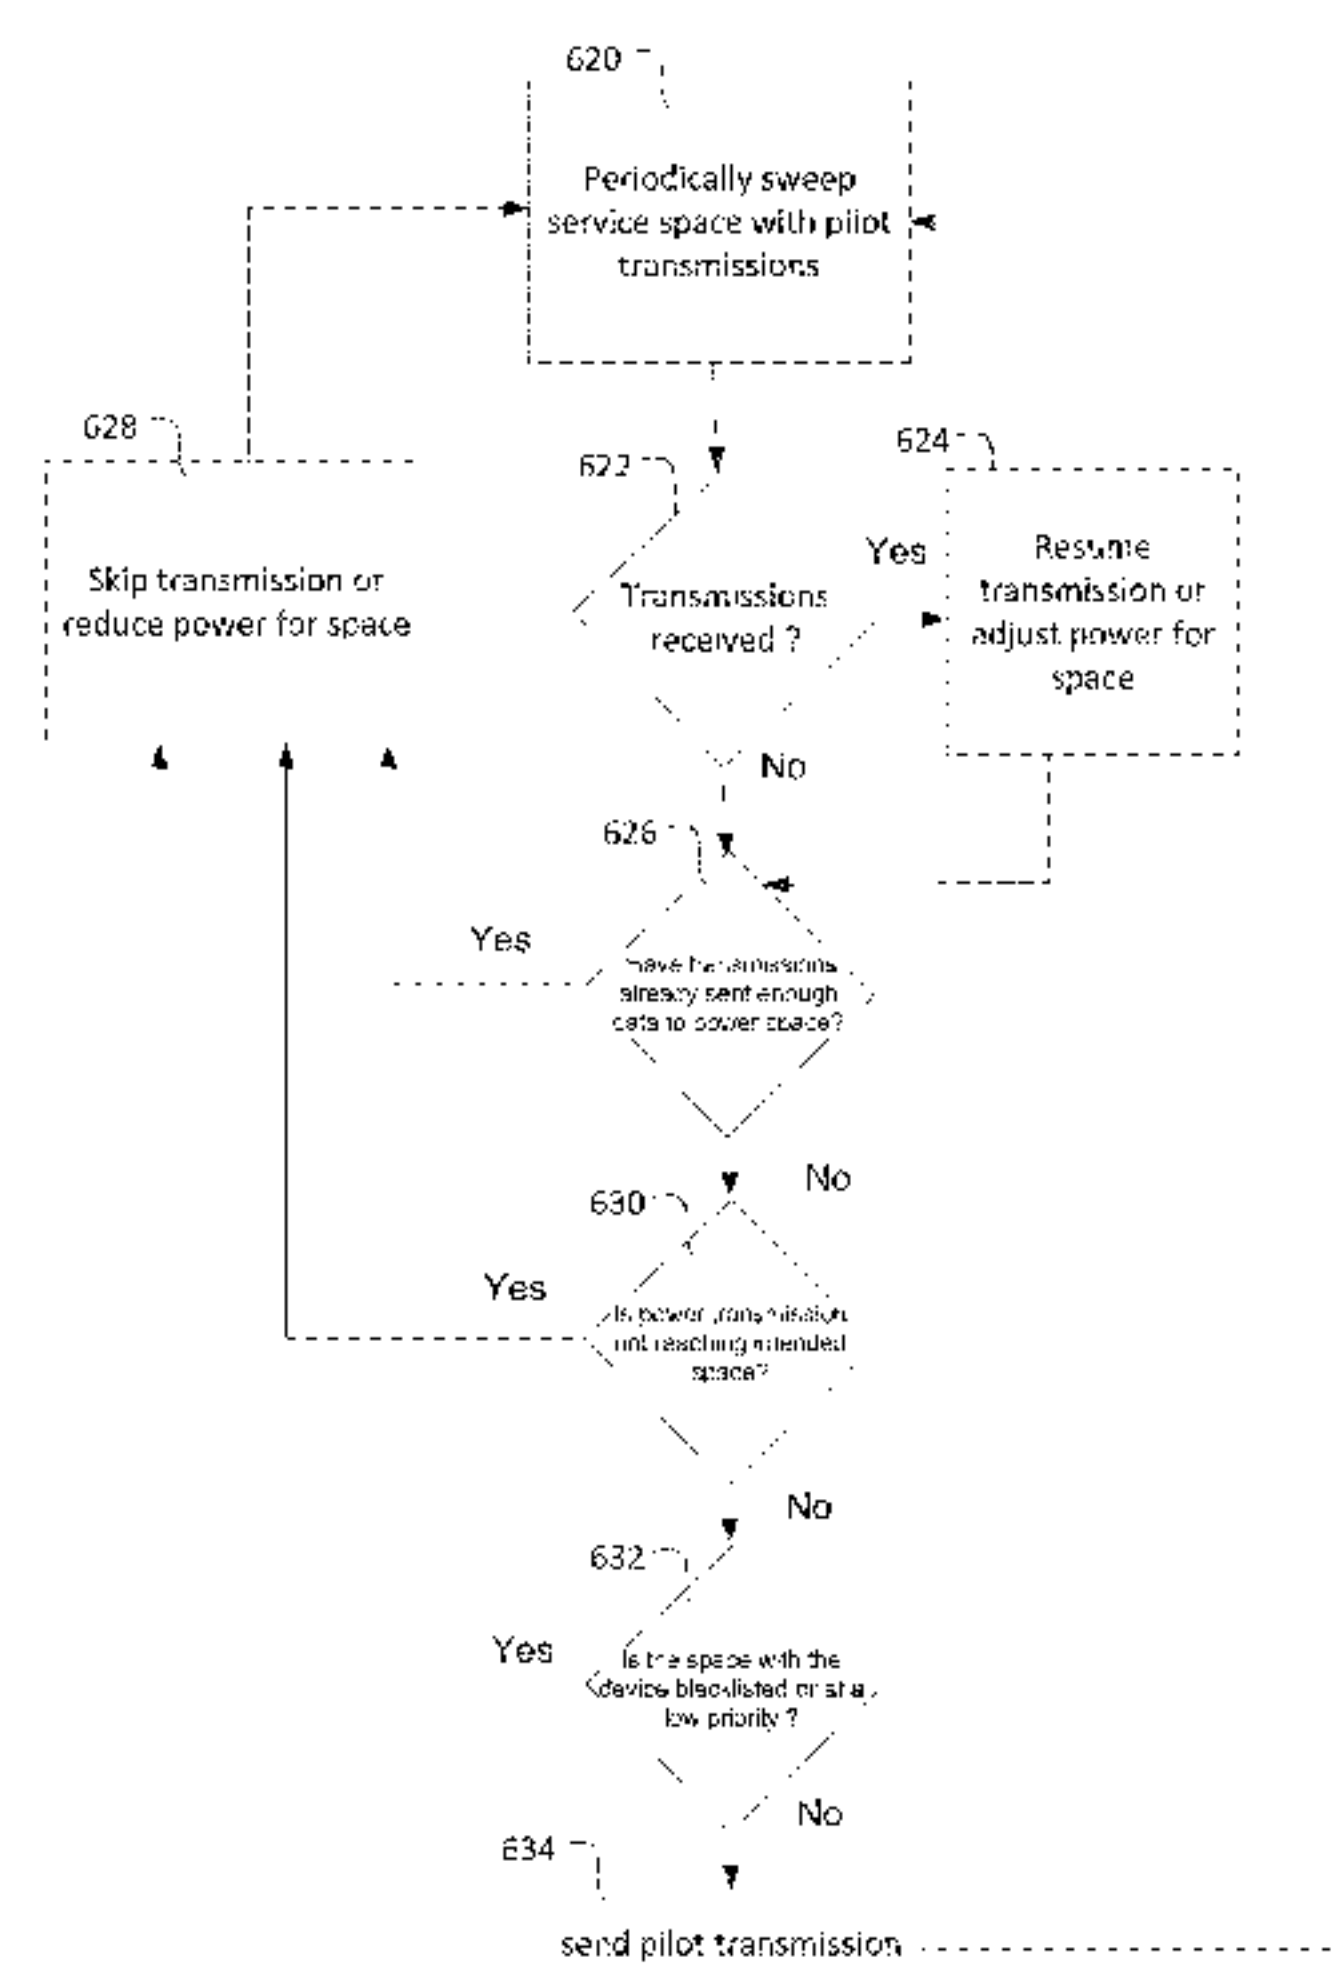 620
Periodically sweep
service space with pilot
transmissions
628
622
624
Skip transmission or
reduce power for space
Transmissions
received ?
Yes
Resume
transmission or
adjust power for
space
No
626
Yes
Have transmissions
already sent enough
data to power space?
No
630
Yes
Is power transmission
not reaching intended
space?
No
632
Yes
Is the space with the
device blacklisted or at a
low priority ?
No
634
send pilot transmission